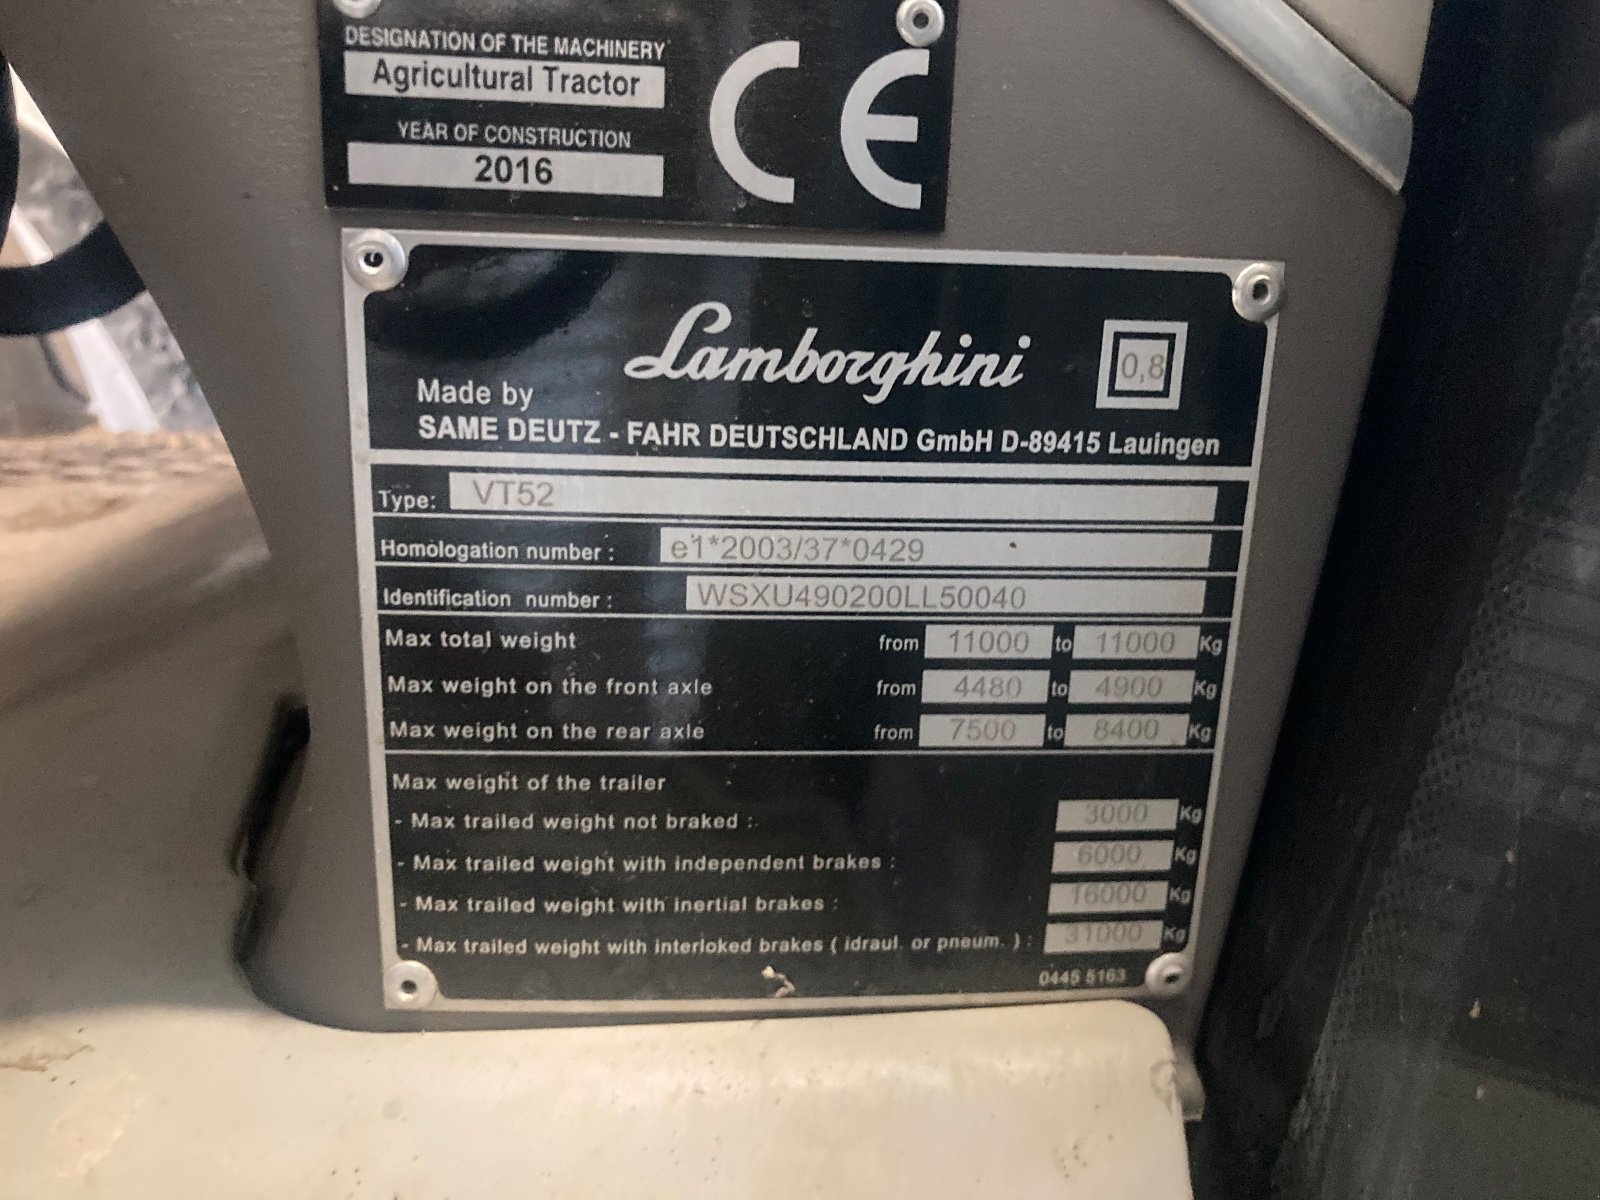 DESIGNATION OF THE MACHINERY
Agricultural Tractor
YEAR OF CONSTRUCTION
2016
CE
Lamborghini
0,8
Made by
SAME DEUTZ - FAHR DEUTSCHLAND GmbH D-89415 Lauingen
Type: VT52
Homologation number : e1*2003/37*0429
Identification number : WSXU490200LL50040
Max total weight from 11000 to 11000 Kg
Max weight on the front axle from 4480 to 4900 Kg
Max weight on the rear axle from 7500 to 8400 Kg
Max weight of the trailer
- Max trailed weight not braked : 3000 Kg
- Max trailed weight with independent brakes : 6000 Kg
- Max trailed weight with inertial brakes : 16000 Kg
- Max trailed weight with interloked brakes ( idraul. or pneum. ) : 31000 Kg
0445 5163